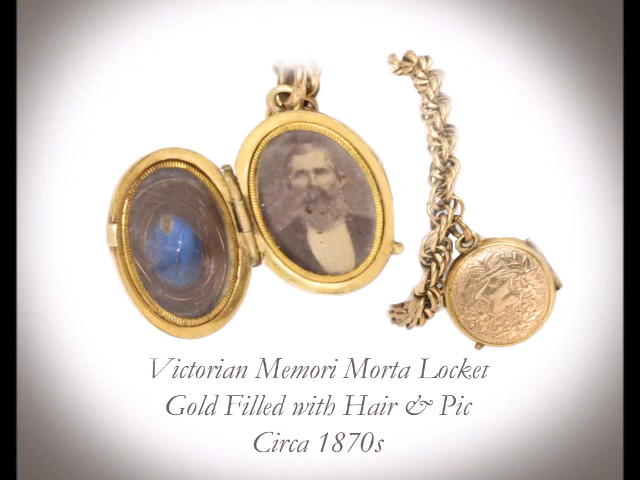 Victorian Memori Morta Locket
Gold Filled with Hair & Pic
Circa 1870s